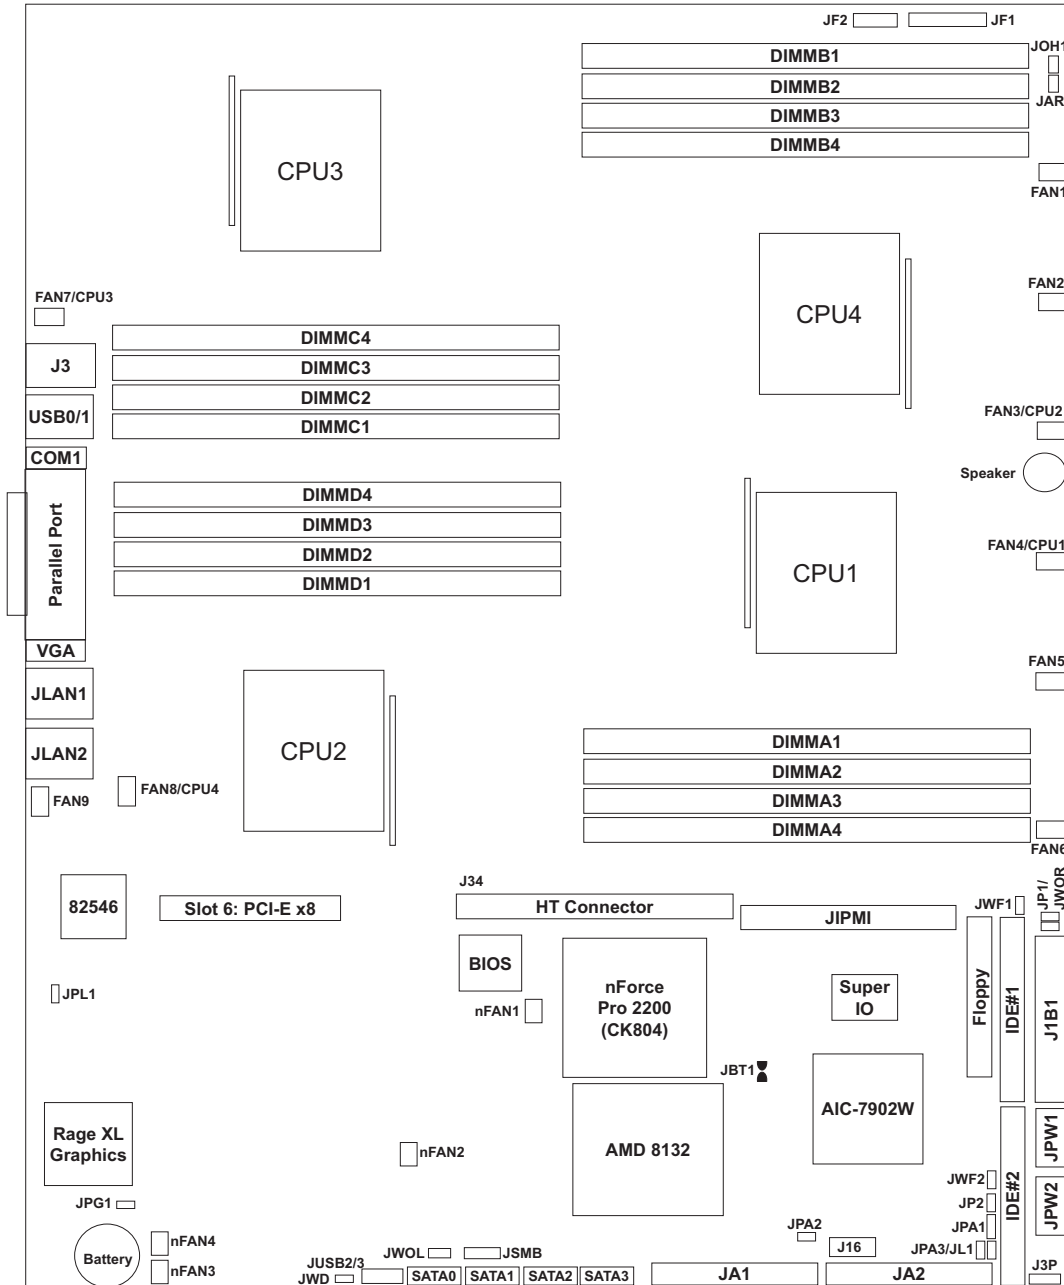 JF2
JF1
JOH1
DIMMB1
DIMMB2
JAR
DIMMB3
DIMMB4
CPU3
FAN1
FAN7/CPU3
CPU4
FAN2
DIMMC4
J3
DIMMC3
DIMMC2
USB0/1
DIMMC1
FAN3/CPU2
COM1
Speaker
Parallel Port
DIMMD4
DIMMD3
DIMMD2
DIMMD1
FAN4/CPU1
CPU1
VGA
FAN5
JLAN1
JLAN2
CPU2
DIMMA1
DIMMA2
DIMMA3
DIMMA4
FAN9
FAN8/CPU4
FAN6
J34
JP1/
JWOR
82546
Slot 6: PCI-E x8
HT Connector
JIPMI
JWF1
BIOS
nForce
Pro 2200
(CK804)
Super
IO
Floppy
IDE#1
J1B1
JPL1
nFAN1
JBT1
AIC-7902W
Rage XL
Graphics
nFAN2
AMD 8132
JPW1
JWF2
IDE#2
JPW2
JPG1
JP2
JPA1
JPA2
Battery
nFAN4
nFAN3
JWOL
JSMB
J16
JPA3/JL1
JUSB2/3
JWD
SATA0
SATA1
SATA2
SATA3
JA1
JA2
J3P